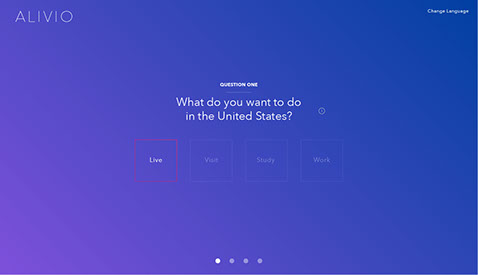 ALIVIO
Change Language
QUESTION ONE
What do you want to do
in the United States?
Live
Visit
Study
Work